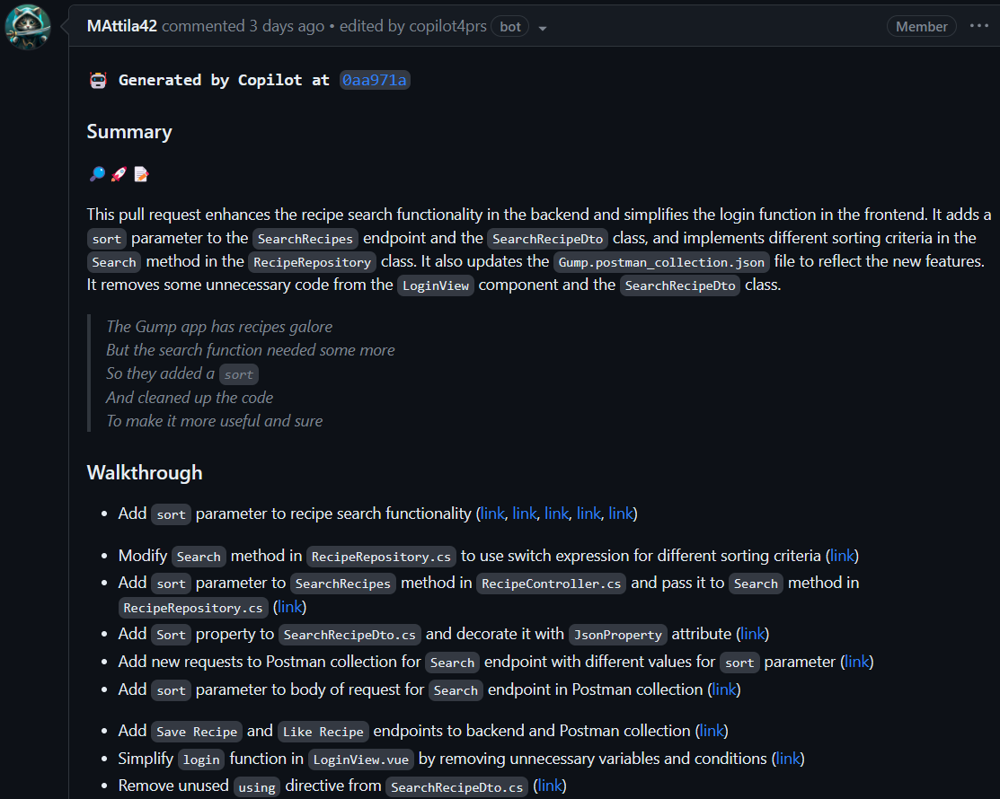 MAttila42 commented 3 days ago • edited by copilot4prs bot
Member
Generated by Copilot at 0aa971a
Summary
This pull request enhances the recipe search functionality in the backend and simplifies the login function in the frontend. It adds a
sort parameter to the SearchRecipes endpoint and the SearchRecipeDto class, and implements different sorting criteria in the
Search method in the RecipeRepository class. It also updates the Gump.postman_collection.json file to reflect the new features.
It removes some unnecessary code from the LoginView component and the SearchRecipeDto class.
The Gump app has recipes galore
But the search function needed some more
So they added a sort
And cleaned up the code
To make it more useful and sure
Walkthrough
• Add sort parameter to recipe search functionality (link, link, link, link, link)
• Modify Search method in RecipeRepository.cs to use switch expression for different sorting criteria (link)
• Add sort parameter to SearchRecipes method in RecipeController.cs and pass it to Search method in
RecipeRepository.cs (link)
• Add Sort property to SearchRecipeDto.cs and decorate it with JsonProperty attribute (link)
• Add new requests to Postman collection for Search endpoint with different values for sort parameter (link)
• Add sort parameter to body of request for Search endpoint in Postman collection (link)
• Add Save Recipe and Like Recipe endpoints to backend and Postman collection (link)
• Simplify login function in LoginView.vue by removing unnecessary variables and conditions (link)
• Remove unused using directive from SearchRecipeDto.cs (link)